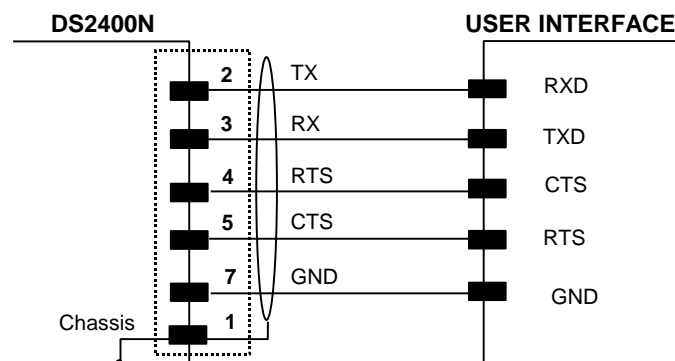 DS2400N USER INTERFACE
2 TX RXD
3 RX TXD
4 RTS CTS
5 CTS RTS
7 GND GND
Chassis 1